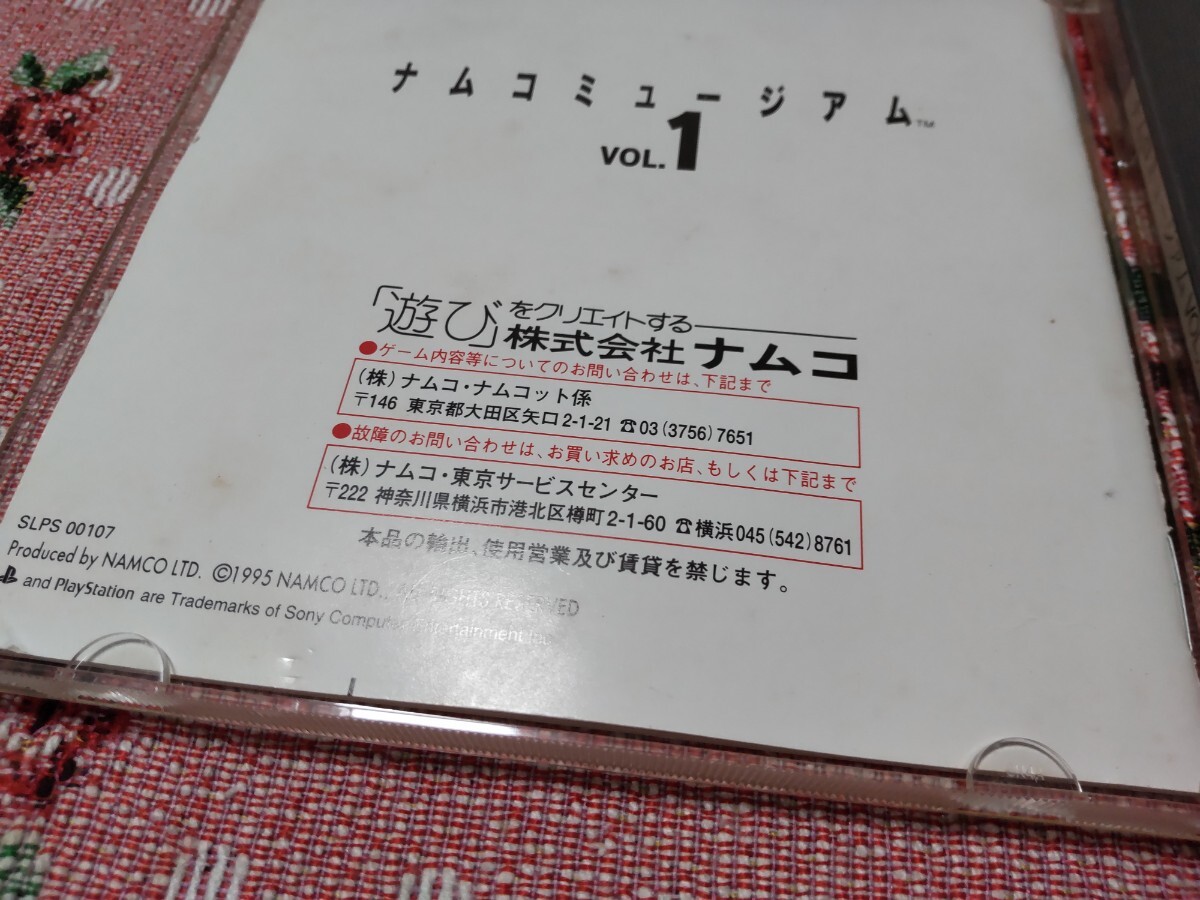 ナムコミュージアム™
VOL.1
「遊び」をクリエイトする
株式会社ナムコ
●ゲーム内容等についてのお問い合わせは、下記まで
(株)ナムコ・ナムコット係
〒146 東京都大田区矢口2-1-21 ☎03(3756)7651
●故障のお問い合わせは、お買い求めのお店、もしくは下記まで
(株)ナムコ・東京サービスセンター
〒222 神奈川県横浜市港北区樽町2-1-60 ☎横浜045(542)8761
本品の輸出、使用営業及び賃貸を禁じます。
SLPS 00107
Produced by NAMCO LTD. ©1995 NAMCO LTD., ALL RIGHTS RESERVED
and PlayStation are Trademarks of Sony Computer Entertainment Inc.